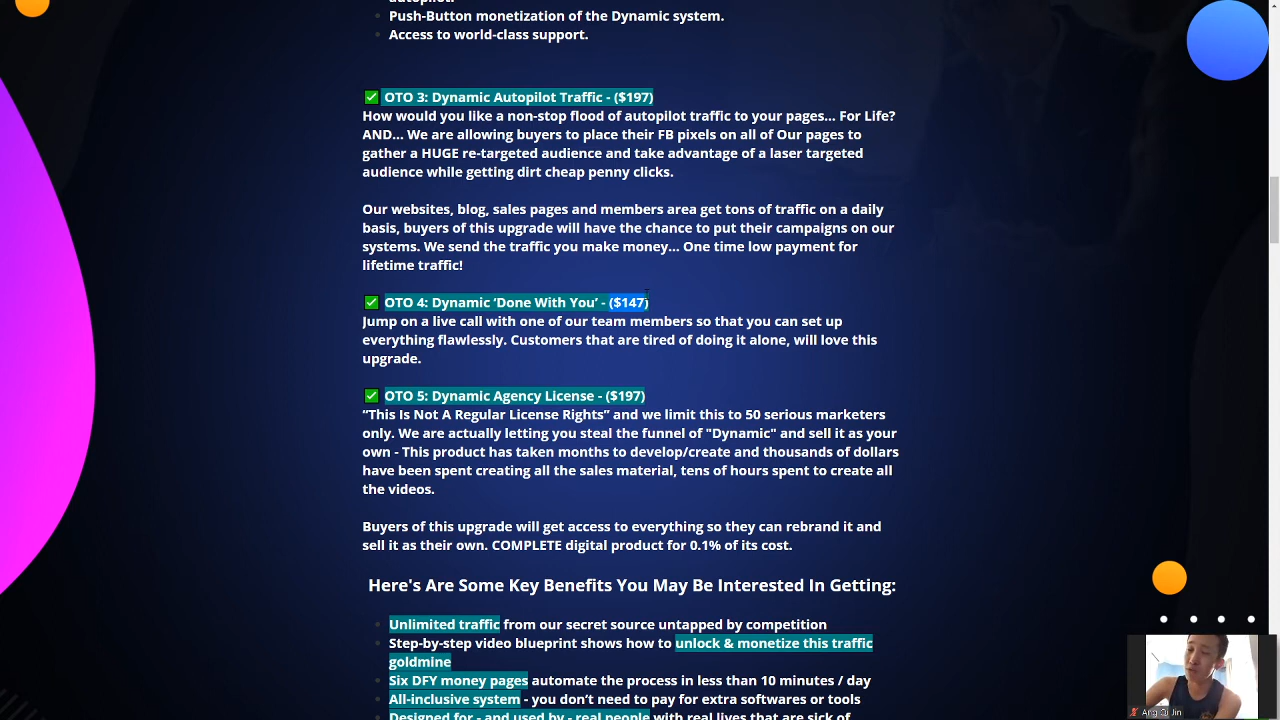 Push-Button monetization of the Dynamic system.
Access to world-class support.
✅ OTO 3: Dynamic Autopilot Traffic - ($197)
How would you like a non-stop flood of autopilot traffic to your pages... For Life?
AND... We are allowing buyers to place their FB pixels on all of Our pages to
gather a HUGE re-targeted audience and take advantage of a laser targeted
audience while getting dirt cheap penny clicks.
Our websites, blog, sales pages and members area get tons of traffic on a daily
basis, buyers of this upgrade will have the chance to put their campaigns on our
systems. We send the traffic you make money... One time low payment for
lifetime traffic!
✅ OTO 4: Dynamic ‘Done With You’ - ($147)
Jump on a live call with one of our team members so that you can set up
everything flawlessly. Customers that are tired of doing it alone, will love this
upgrade.
✅ OTO 5: Dynamic Agency License - ($197)
“This Is Not A Regular License Rights” and we limit this to 50 serious marketers
only. We are actually letting you steal the funnel of "Dynamic" and sell it as your
own - This product has taken months to develop/create and thousands of dollars
have been spent creating all the sales material, tens of hours spent to create all
the videos.
Buyers of this upgrade will get access to everything so they can rebrand it and
sell it as their own. COMPLETE digital product for 0.1% of its cost.
Here's Are Some Key Benefits You May Be Interested In Getting:
Unlimited traffic from our secret source untapped by competition
Step-by-step video blueprint shows how to unlock & monetize this traffic
goldmine
Six DFY money pages automate the process in less than 10 minutes / day
All-inclusive system - you don’t need to pay for extra softwares or tools
Designed for - and used by - real people with real lives that are sick of